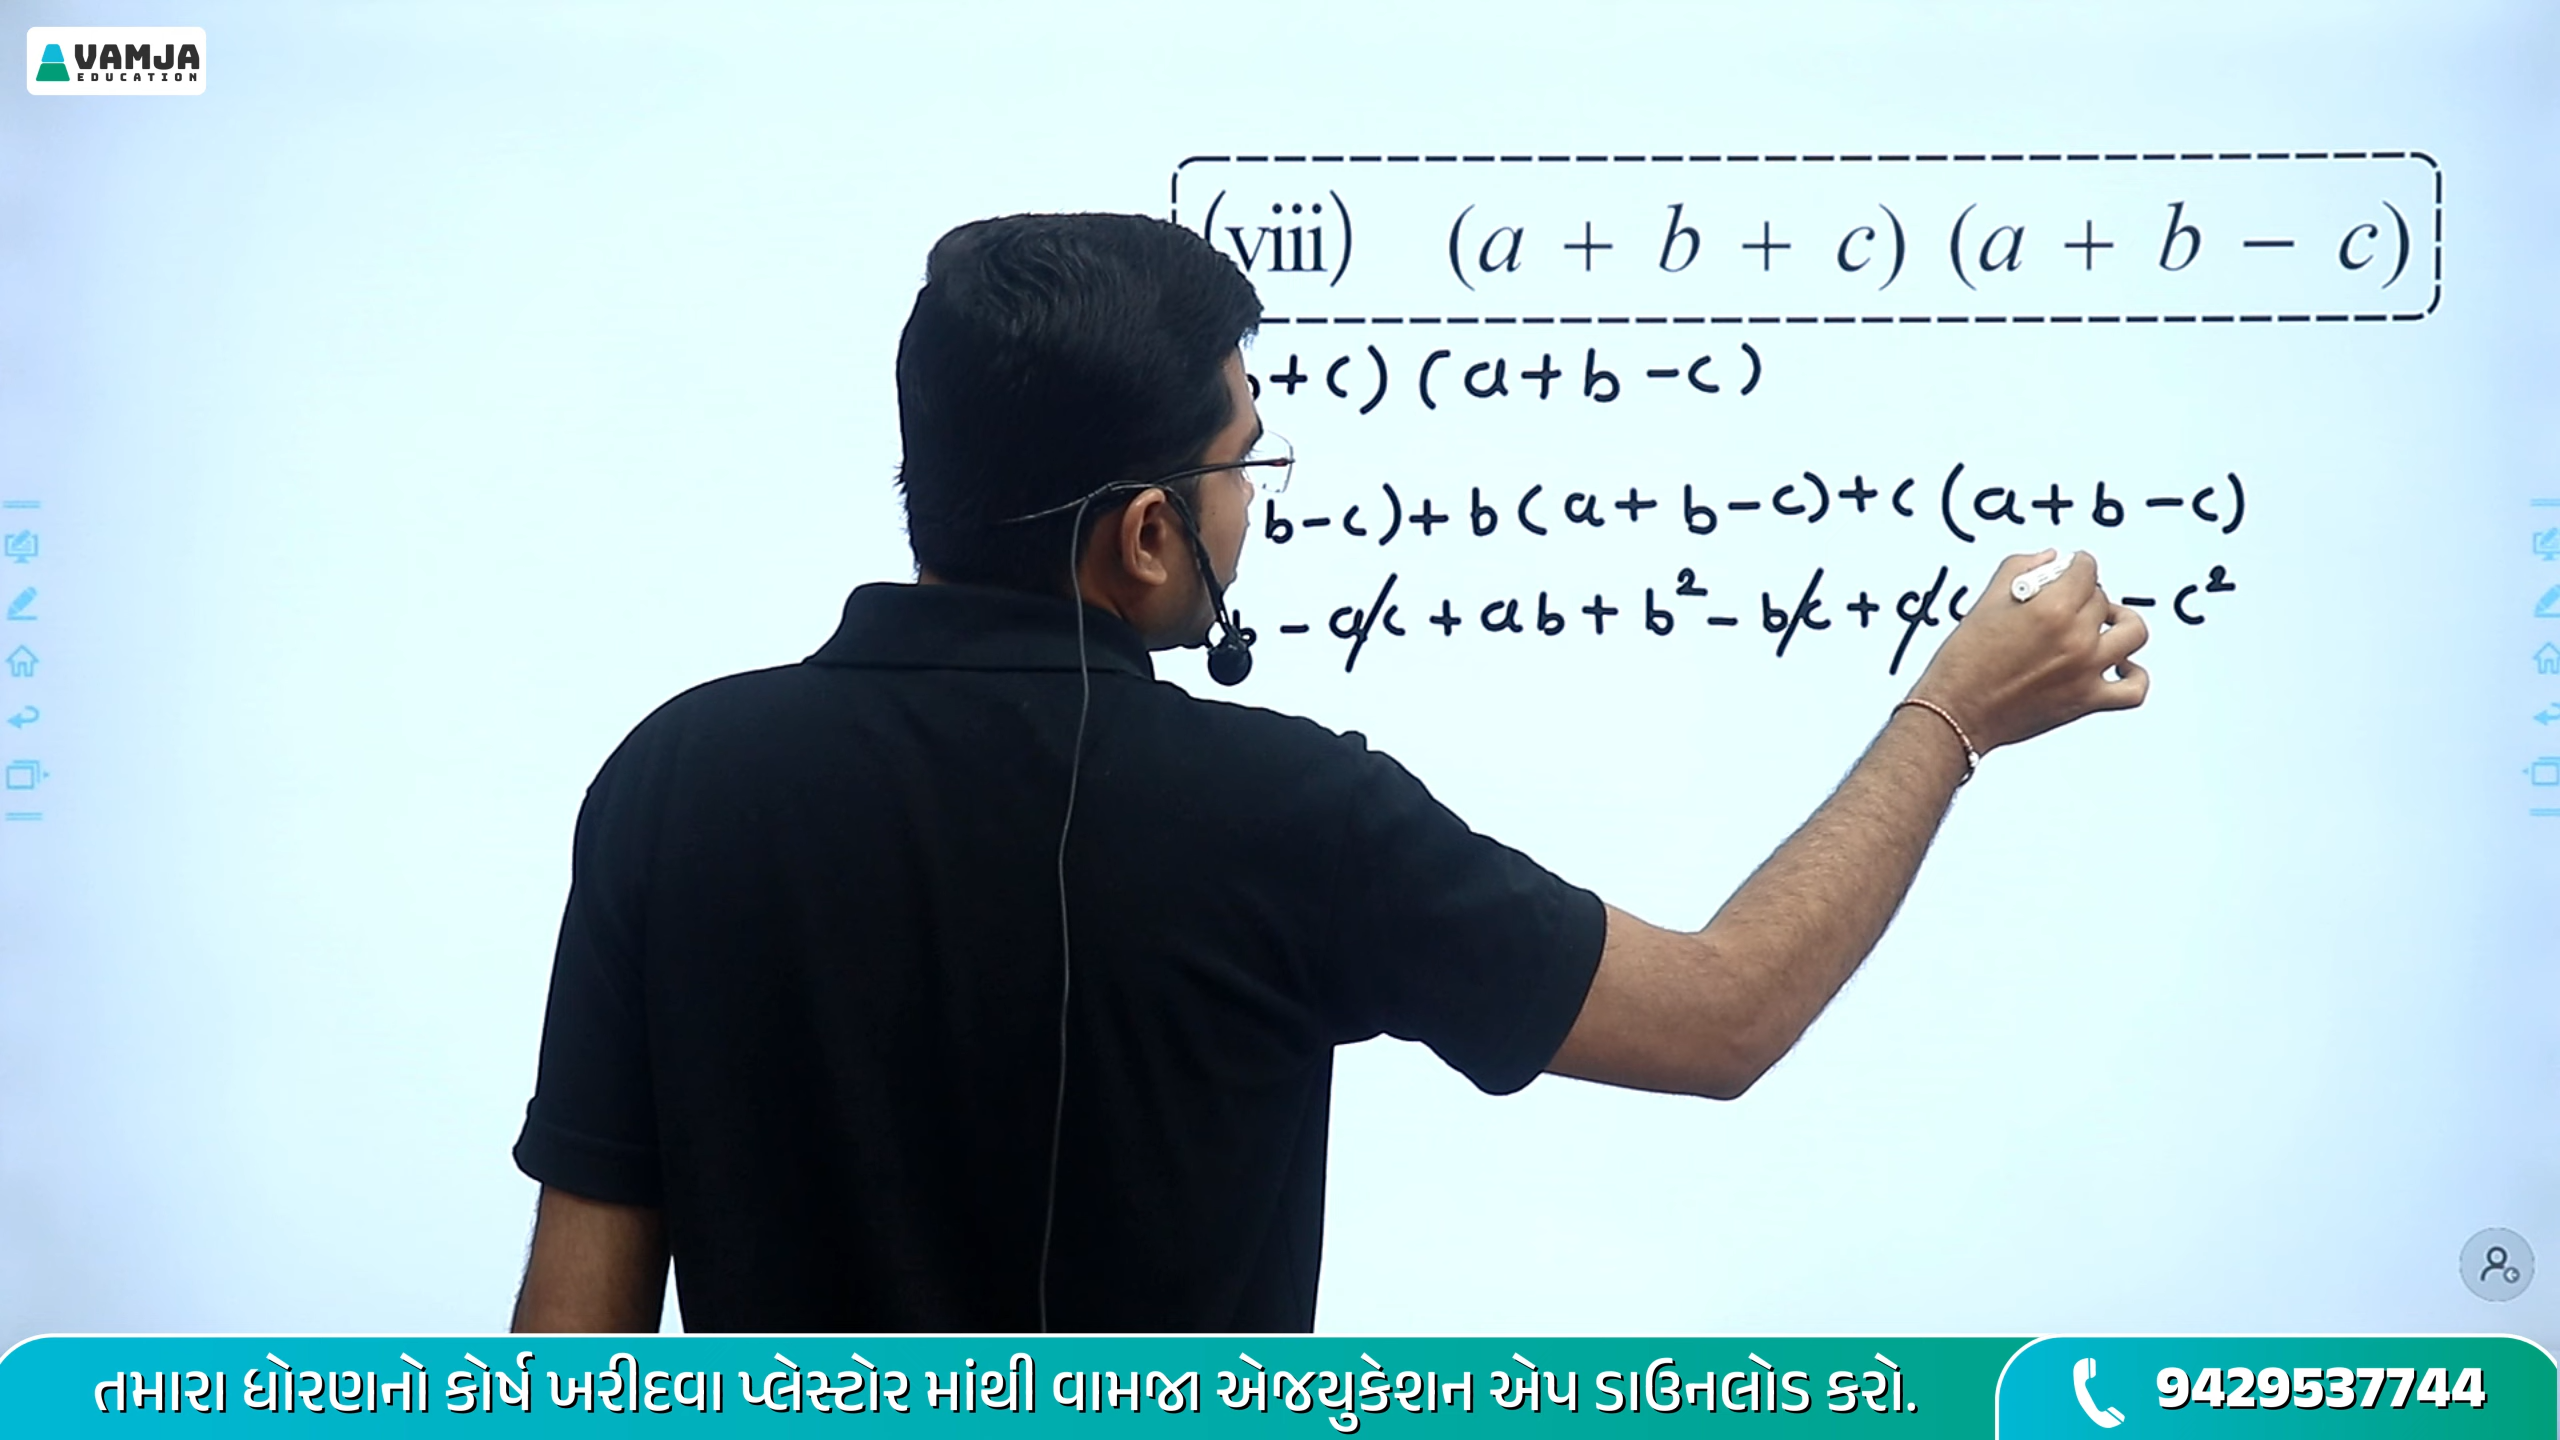 VAMJA
EDUCATION
(viii) (a + b + c) (a + b − c)
+c) (a+b-c)
b-c)+b(a+b-c)+c(a+b-c)
b - ac + ab + b² - bc + ac - c²
તમારા ધોરણનો કોર્ષ ખરીદવા પ્લેસ્ટોર માંથી વામજા એજ્યુકેશન એપ ડાઉનલોડ કરો.
9429537744